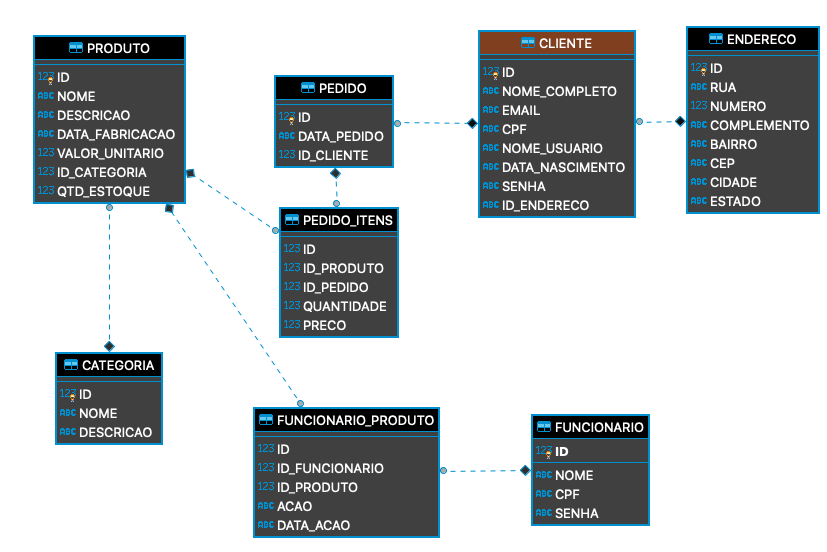 PRODUTO
123 ID
ABC NOME
ABC DESCRICAO
ABC DATA_FABRICACAO
123 VALOR_UNITARIO
123 ID_CATEGORIA
123 QTD_ESTOQUE
PEDIDO
123 ID
ABC DATA_PEDIDO
123 ID_CLIENTE
CLIENTE
123 ID
ABC NOME_COMPLETO
ABC EMAIL
ABC CPF
ABC NOME_USUARIO
ABC DATA_NASCIMENTO
ABC SENHA
ABC ID_ENDERECO
ENDERECO
123 ID
ABC RUA
123 NUMERO
ABC COMPLEMENTO
ABC BAIRRO
ABC CEP
ABC CIDADE
ABC ESTADO
PEDIDO_ITENS
123 ID
123 ID_PRODUTO
123 ID_PEDIDO
123 QUANTIDADE
123 PRECO
CATEGORIA
123 ID
ABC NOME
ABC DESCRICAO
FUNCIONARIO_PRODUTO
123 ID
123 ID_FUNCIONARIO
123 ID_PRODUTO
ABC ACAO
ABC DATA_ACAO
FUNCIONARIO
123 ID
ABC NOME
ABC CPF
ABC SENHA